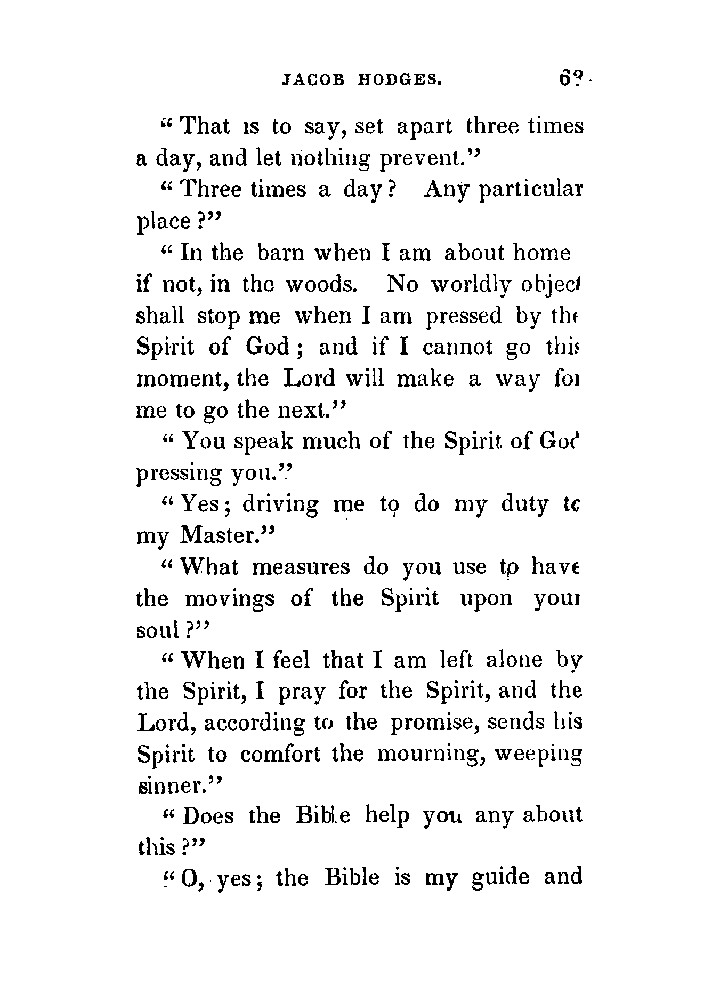 JACOB HODGES.
“ That is to say, set apart three times
a day, and let nothing prevent.”
“ Three times a day? Any particular
place?”
“ In the barn when I am about home
if not, in the woods. No worldly object
shall stop me when I am pressed by the
Spirit of God; and if I cannot go this
moment, the Lord will make a way for
me to go the next.”
“ You speak much of the Spirit of God
pressing you.”
“ Yes; driving me to do my duty to
my Master.”
“ What measures do you use to have
the movings of the Spirit upon your
soul?”
“ When I feel that I am left alone by
the Spirit, I pray for the Spirit, and the
Lord, according to the promise, sends his
Spirit to comfort the mourning, weeping
sinner.”
“ Does the Bible help you any about
this?”
“ O, yes; the Bible is my guide and